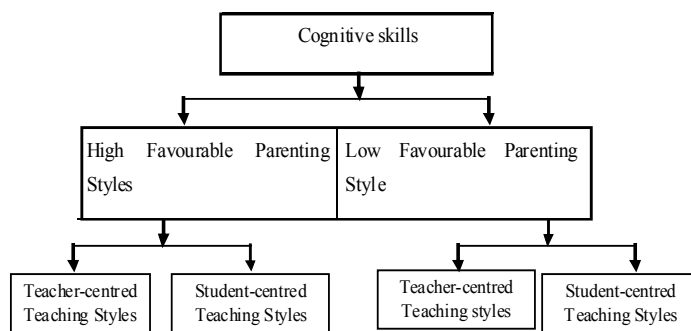 Cognitive skills
High Favourable Parenting
Styles
Low Favourable Parenting
Style
Teacher-centred
Teaching Styles
Student-centred
Teaching Styles
Teacher-centred
Teaching styles
Student-centred
Teaching Styles